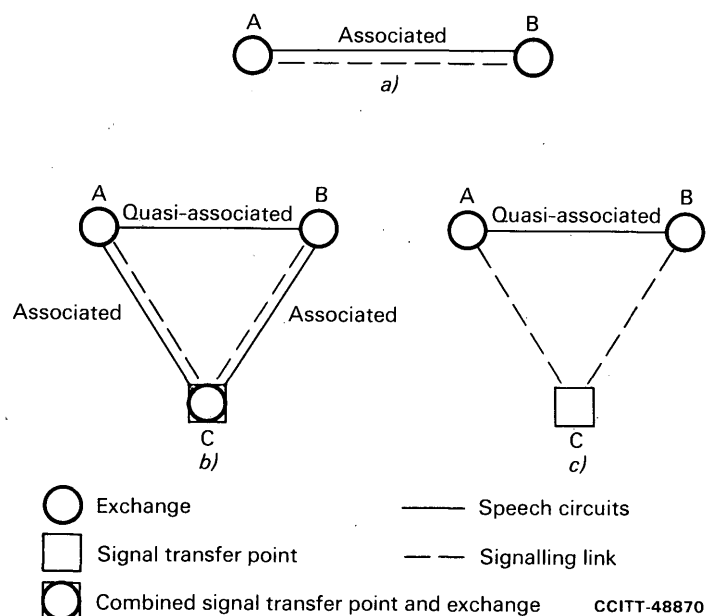 A
B
Associated
a)
A
B
Quasi-associated
Associated
Associated
C
b)
A
B
Quasi-associated
C
c)
Exchange
Speech circuits
Signal transfer point
Signalling link
Combined signal transfer point and exchange
CCITT-48870